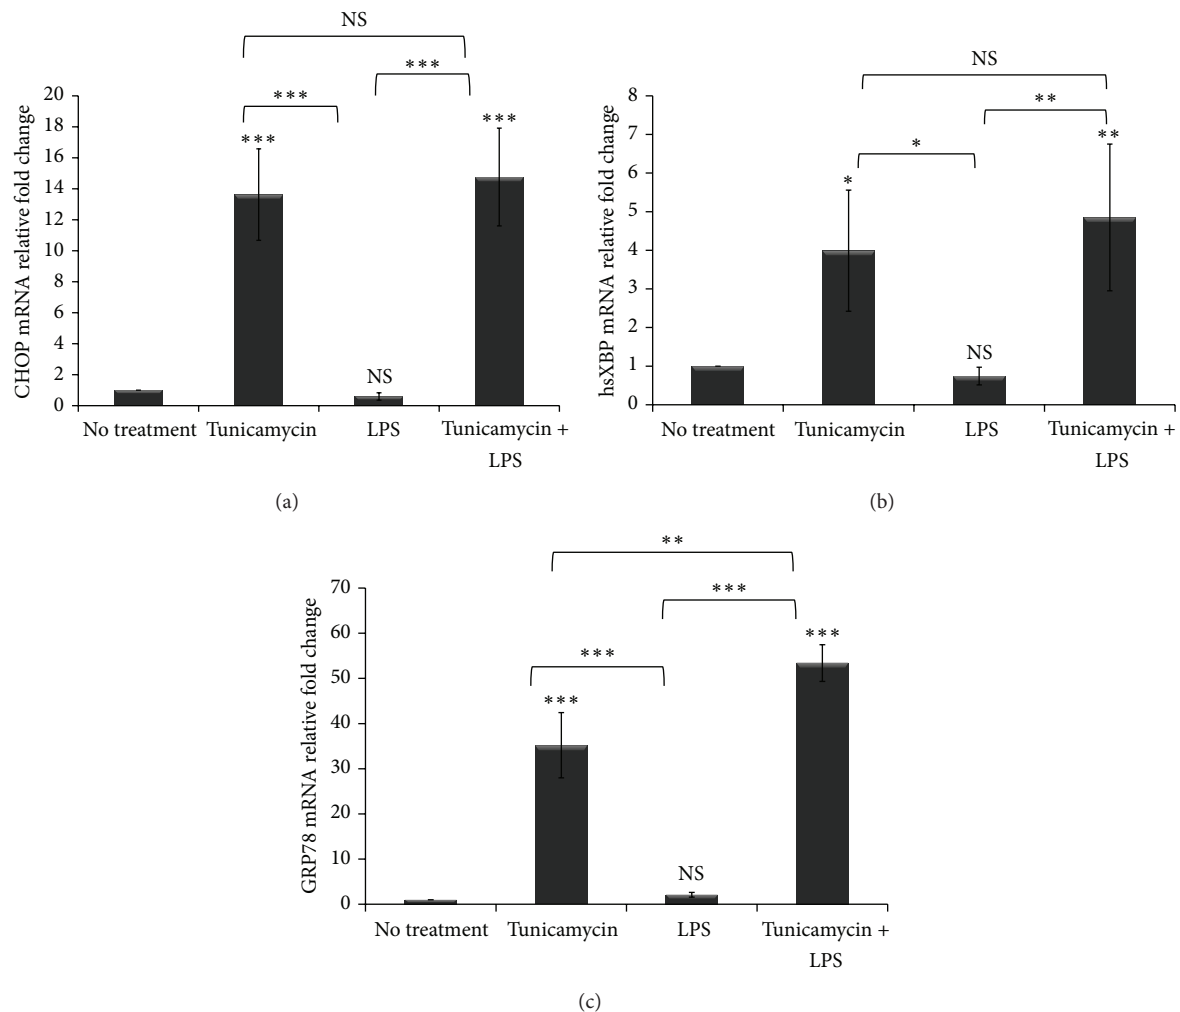 NS
***
***
***
***
NS
CHOP mRNA relative fold change
20
18
16
14
12
10
8
6
4
2
0
No treatment
Tunicamycin
LPS
Tunicamycin +
LPS
(a)
NS
**
*
**
*
NS
hsXBP mRNA relative fold change
8
7
6
5
4
3
2
1
0
No treatment
Tunicamycin
LPS
Tunicamycin +
LPS
(b)
**
***
***
***
***
NS
GRP78 mRNA relative fold change
70
60
50
40
30
20
10
0
No treatment
Tunicamycin
LPS
Tunicamycin +
LPS
(c)